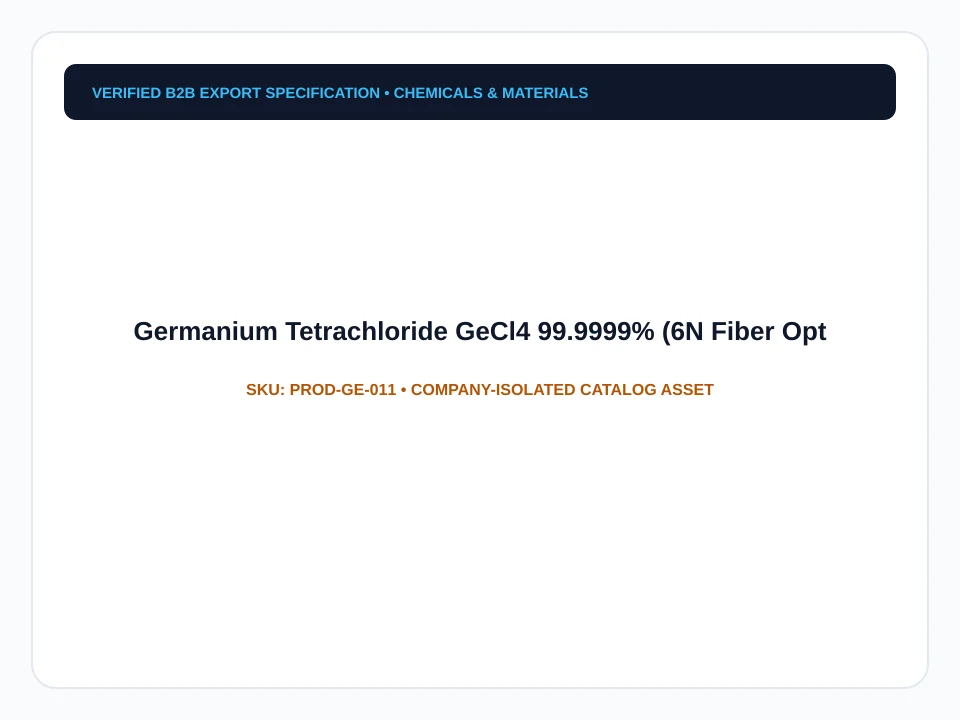 VERIFIED B2B EXPORT SPECIFICATION • CHEMICALS & MATERIALS
Germanium Tetrachloride GeCl4 99.9999% (6N Fiber Opt
SKU: PROD-GE-011 • COMPANY-ISOLATED CATALOG ASSET